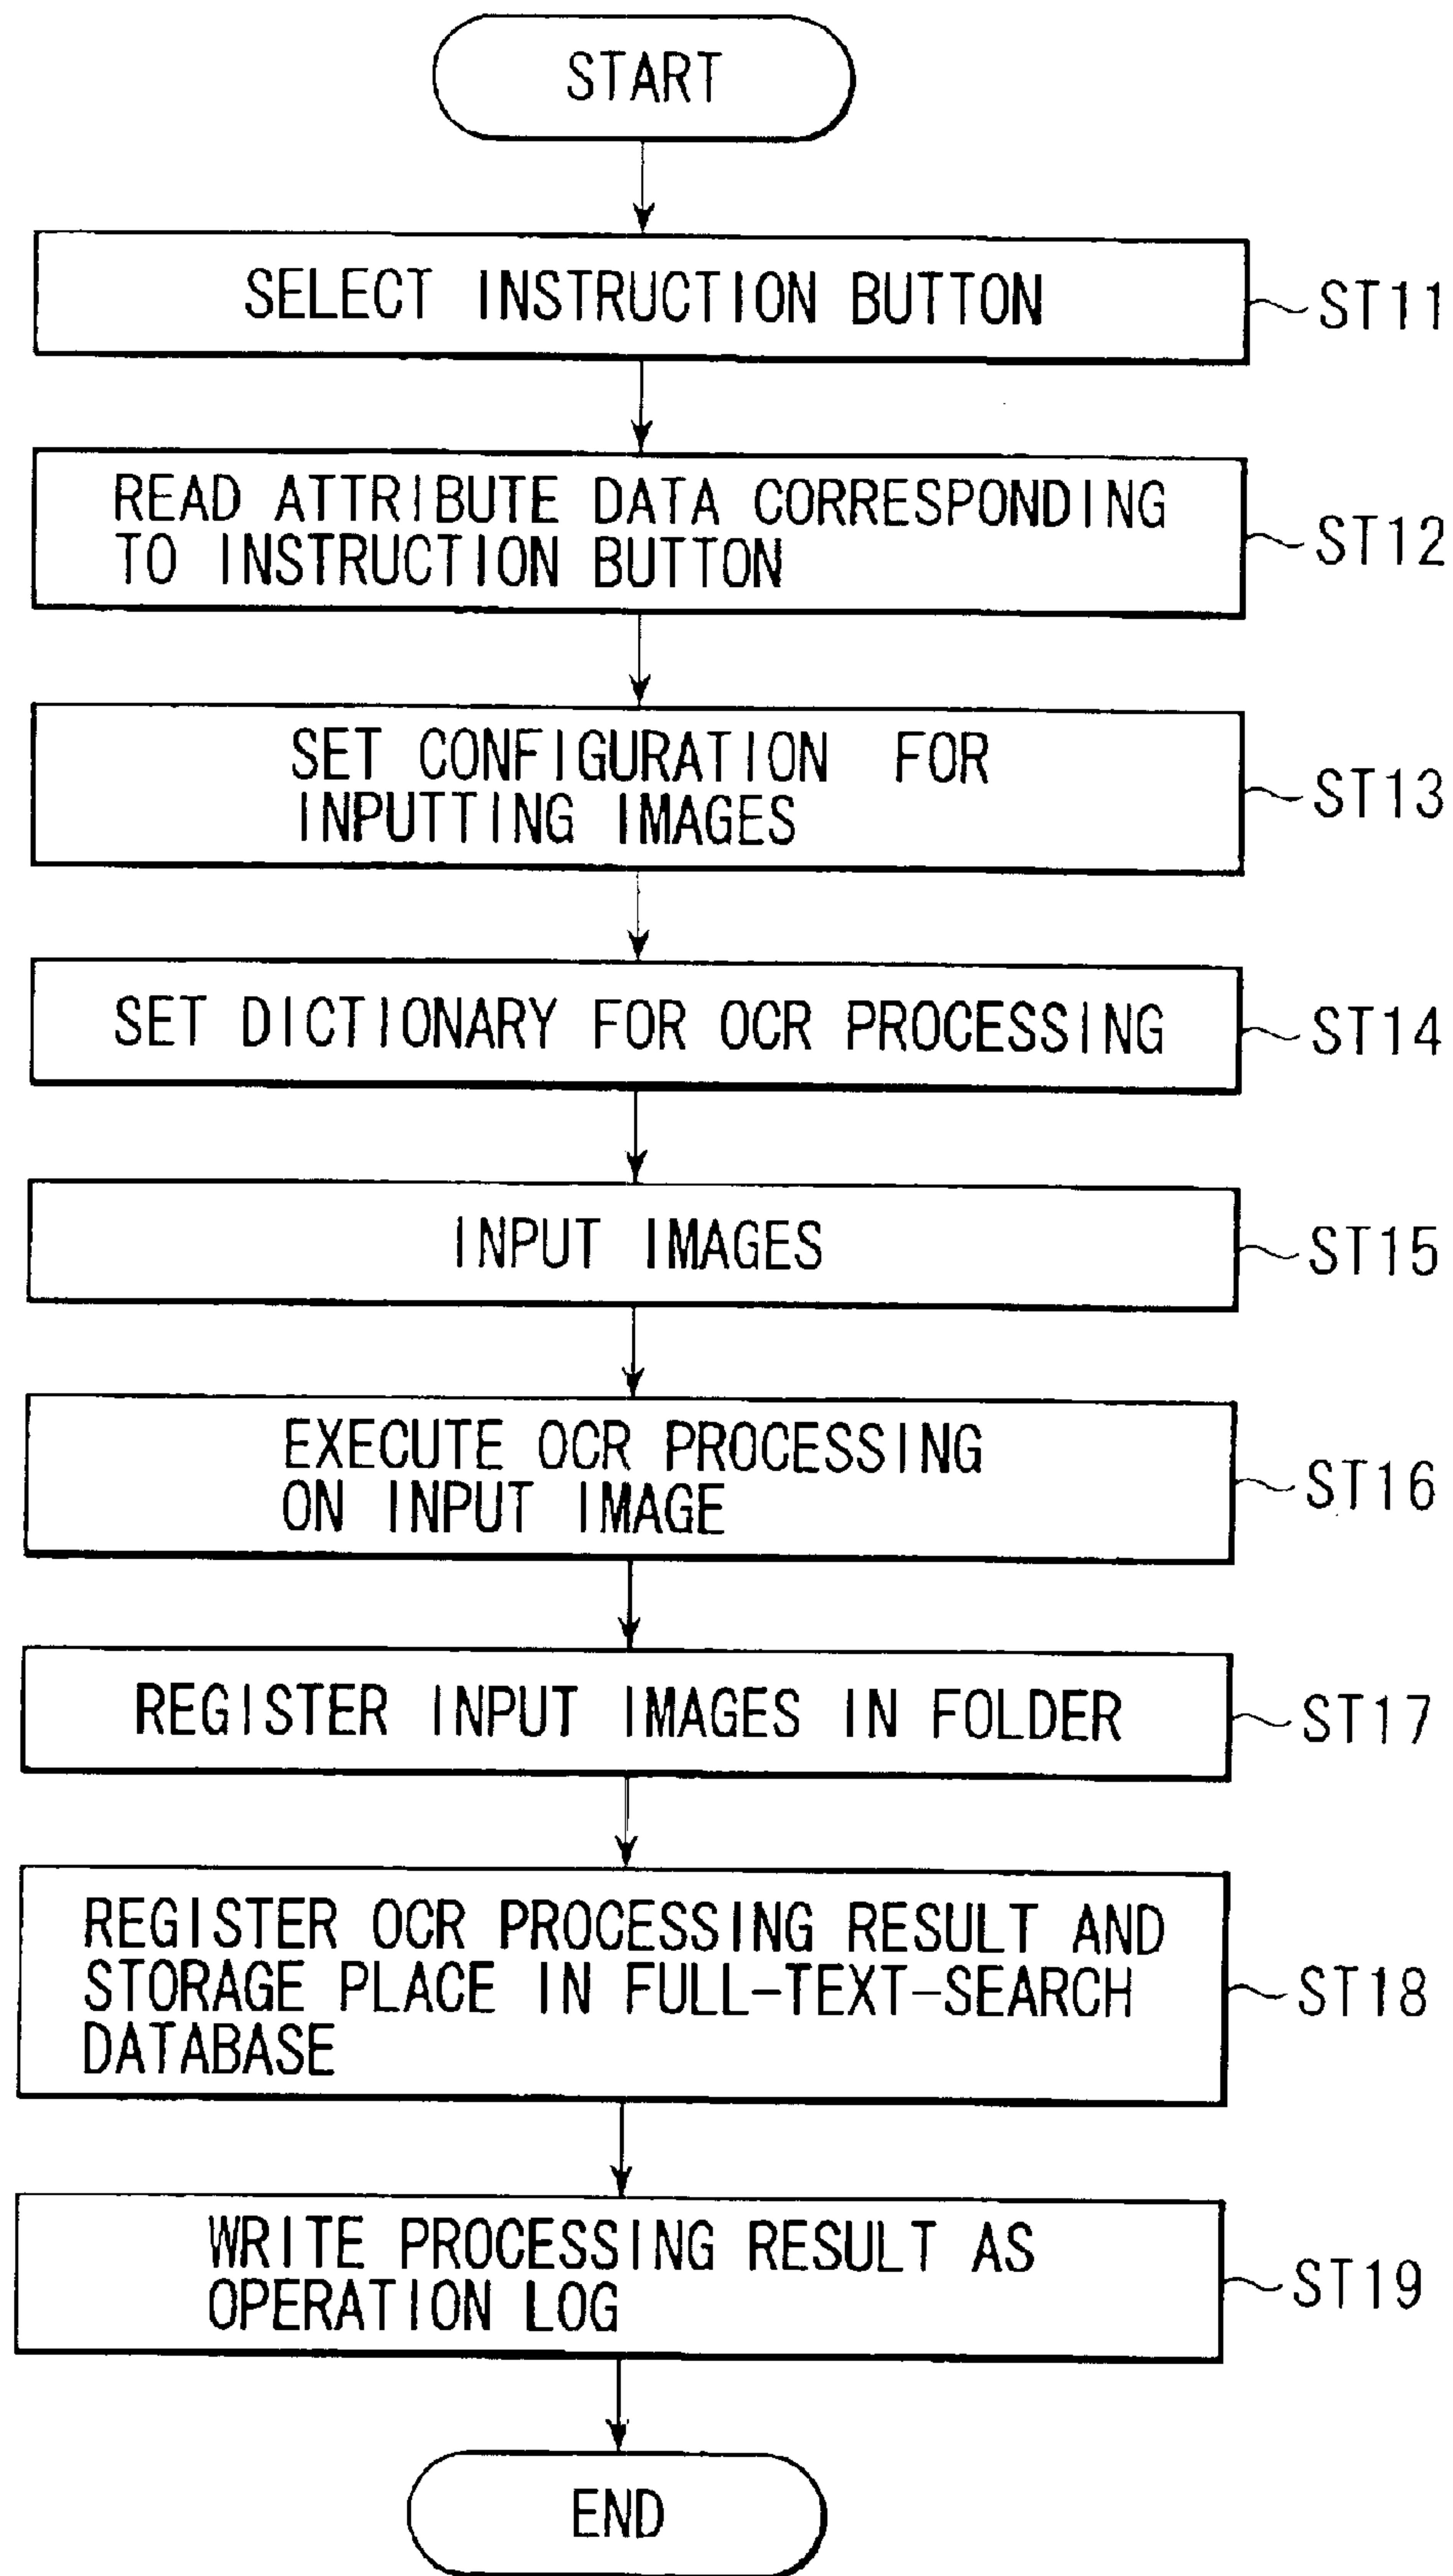 START
SELECT INSTRUCTION BUTTON
ST11
READ ATTRIBUTE DATA CORRESPONDING
TO INSTRUCTION BUTTON
ST12
SET CONFIGURATION FOR
INPUTTING IMAGES
ST13
SET DICTIONARY FOR OCR PROCESSING
ST14
INPUT IMAGES
ST15
EXECUTE OCR PROCESSING
ON INPUT IMAGE
ST16
REGISTER INPUT IMAGES IN FOLDER
ST17
REGISTER OCR PROCESSING RESULT AND
STORAGE PLACE IN FULL-TEXT-SEARCH
DATABASE
ST18
WRITE PROCESSING RESULT AS
OPERATION LOG
ST19
END